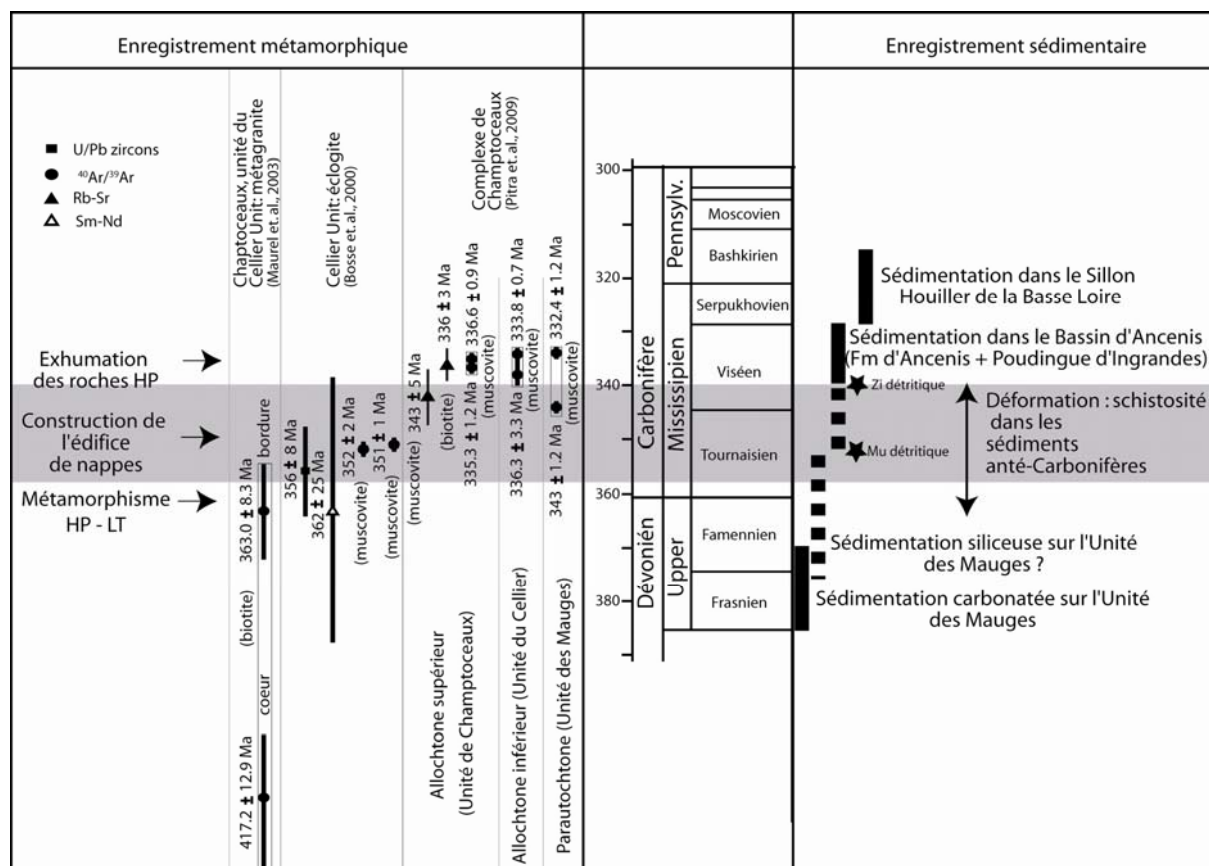 Enregistrement métamorphique
Enregistrement sédimentaire
U/Pb zircons
⁴⁰Ar/³⁹Ar
Rb-Sr
Sm-Nd
Chaptoceaux, unité du
Cellier Unit: métagranite
(Maurel et. al., 2003)
Cellier Unit: éclogite
(Bosse et. al., 2000)
Complexe de
Champtoceaux
(Pitra et. al., 2009)
Exhumation
des roches HP
Construction de
l'édifice
de nappes
Métamorphisme
HP - LT
417.2 ± 12.9 Ma
coeur
(biotite)
363.0 ± 8.3 Ma
bordure
356 ± 8 Ma
362 ± 25 Ma
352 ± 2 Ma
(muscovite)
351 ± 1 Ma
(muscovite)
343 ± 5 Ma
(muscovite)
336 ± 3 Ma
(biotite)
336.6 ± 0.9 Ma
335.3 ± 1.2 Ma
(muscovite)
333.8 ± 0.7 Ma
336.3 ± 3.3 Ma
(muscovite)
332.4 ± 1.2 Ma
343 ± 1.2 Ma
(muscovite)
Allochtone supérieur
(Unité de Champtoceaux)
Allochtone inférieur (Unité du Cellier)
Parautochtone (Unité des Mauges)
300
320
340
360
380
Carbonifère
Dévonién
Pennsylv.
Mississipien
Upper
Moscovien
Bashkirien
Serpukhovien
Viséen
Tournaisien
Famennien
Frasnien
Sédimentation dans le Sillon
Houiller de la Basse Loire
Sédimentation dans le Bassin d'Ancenis
(Fm d'Ancenis + Poudingue d'Ingrandes)
Zi détritique
Mu détritique
Déformation : schistosité
dans les
sédiments
anté-Carbonifères
Sédimentation siliceuse sur l'Unité
des Mauges ?
Sédimentation carbonatée sur l'Unité
des Mauges